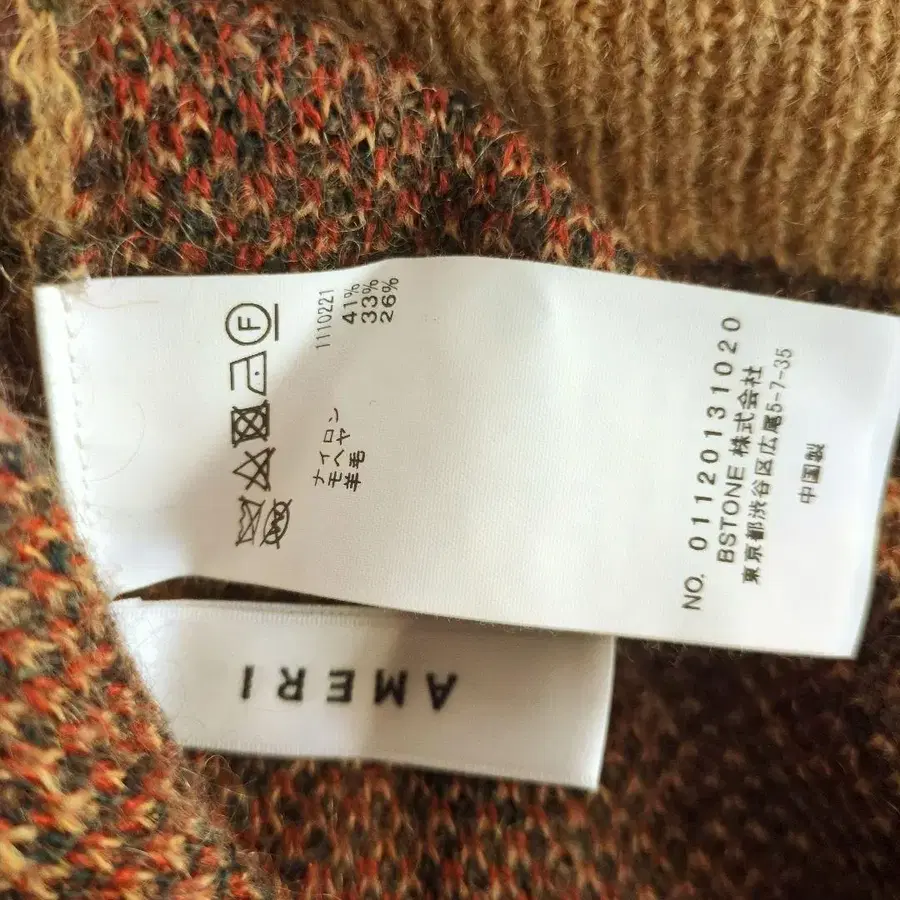 F
W
1110221
ナイロン 41%
モヘヤ 33%
羊毛 26%
NO. 01120131020
BSTONE 株式会社
東京都渋谷区広尾5-7-35
中国製
AMERI